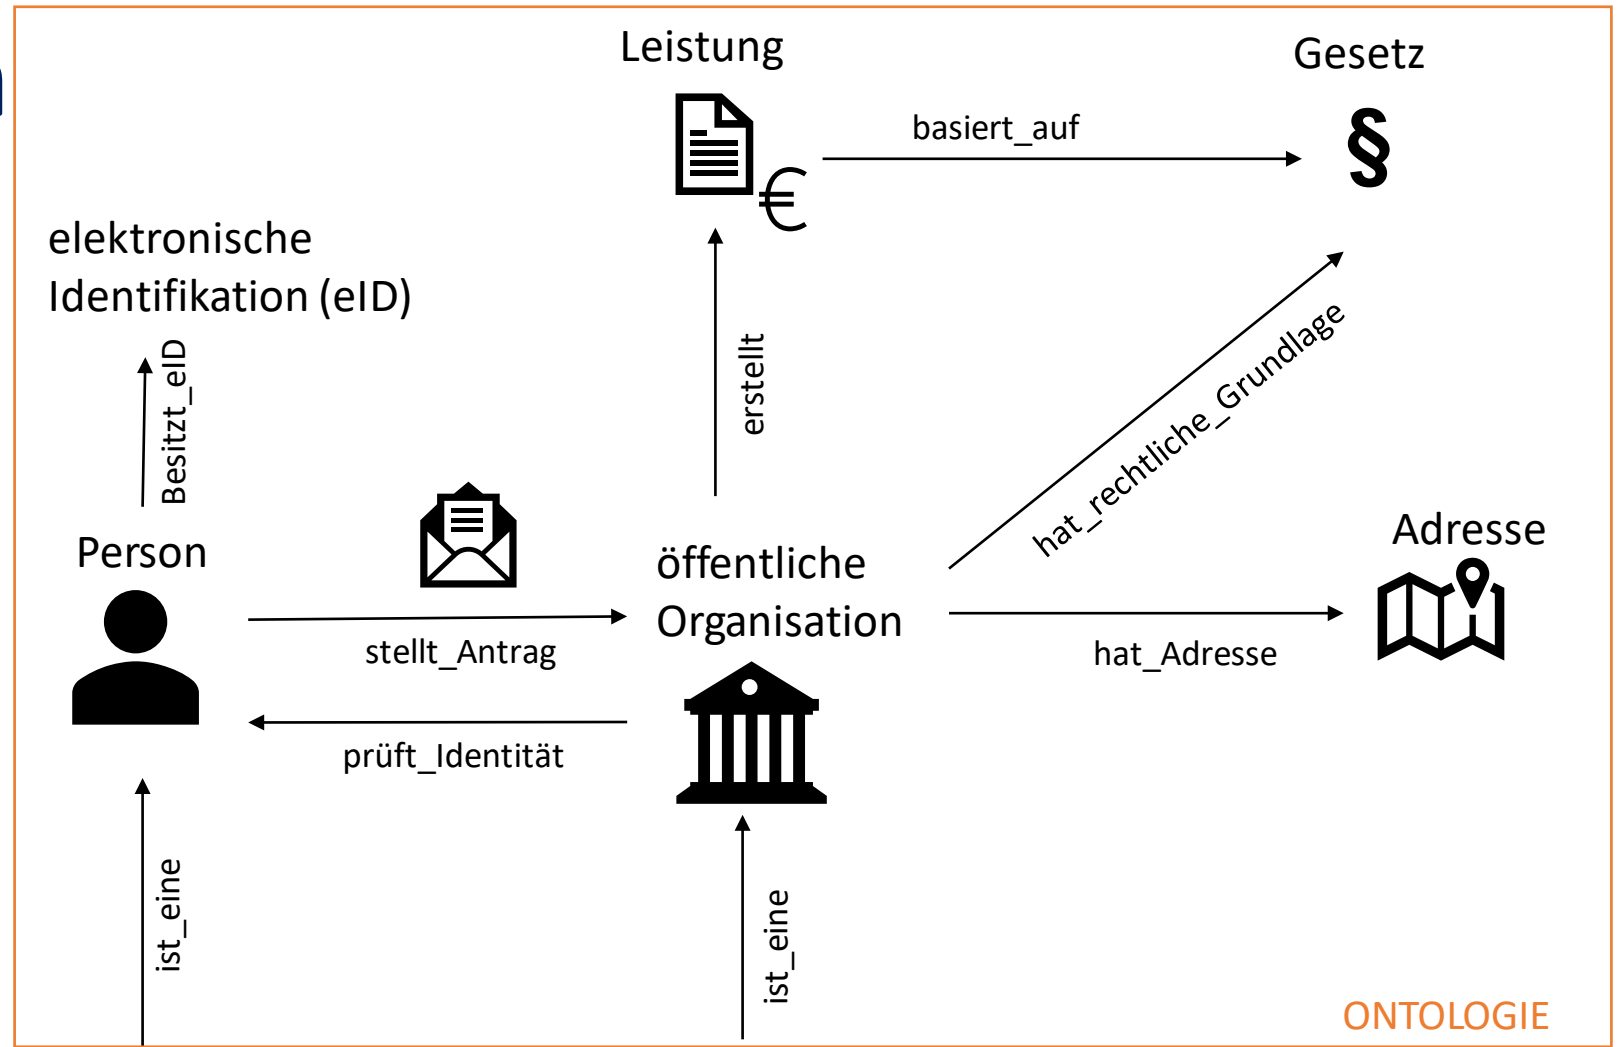 Leistung
Gesetz
basiert_auf
§
€
elektronische
Identifikation (eID)
Besitzt_eID
erstellt
hat_rechtliche_Grundlage
Person
öffentliche
Organisation
Adresse
stellt_Antrag
hat_Adresse
prüft_Identität
ist_eine
ist_eine
ONTOLOGIE